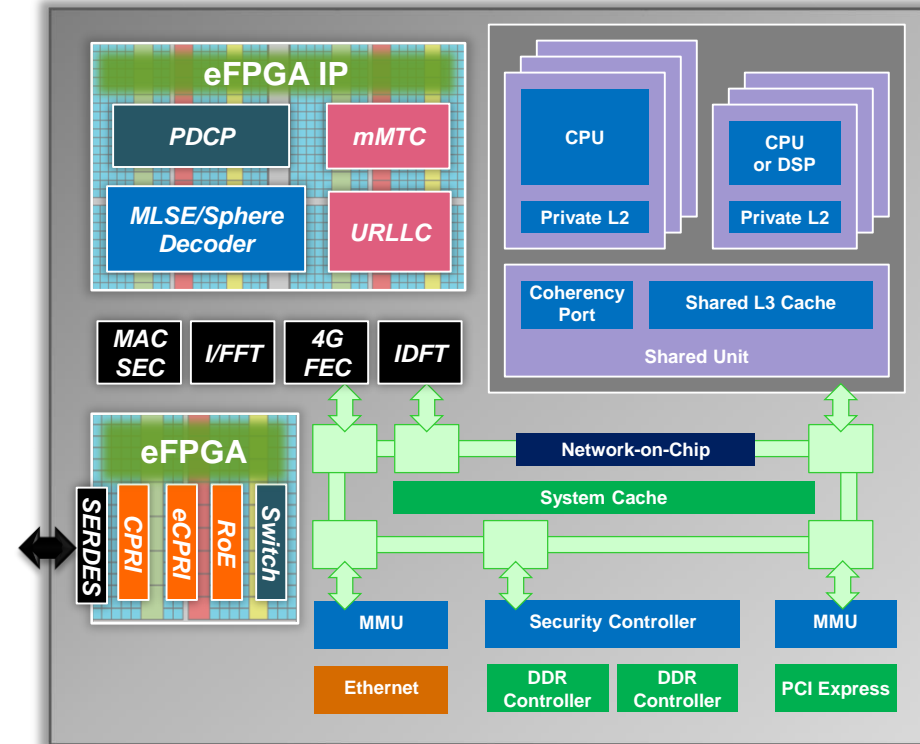 eFPGA IP
PDCP
mMTC
MLSE/Sphere
Decoder
URLLC
CPU
Private L2
CPU
or DSP
Private L2
Coherency
Port
Shared L3 Cache
Shared Unit
MAC
SEC
I/FFT
4G
FEC
IDFT
eFPGA
SERDES
CPRI
eCPRI
RoE
Switch
Network-on-Chip
System Cache
MMU
Security Controller
MMU
Ethernet
DDR
Controller
DDR
Controller
PCI Express